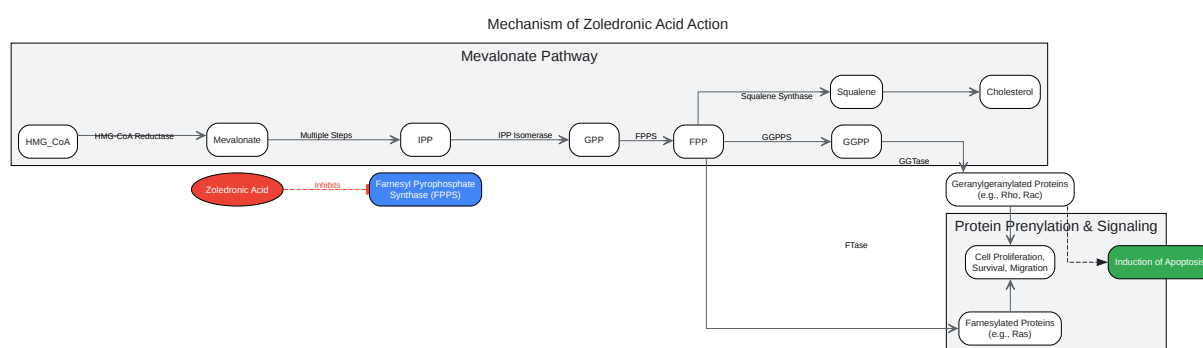 Mechanism of Zoledronic Acid Action
Mevalonate Pathway
HMG_CoA
HMG-CoA Reductase
Mevalonate
Multiple Steps
IPP
IPP Isomerase
GPP
FPPS
FPP
Squalene Synthase
Squalene
Cholesterol
GGPPS
GGPP
GGTase
Zoledronic Acid
Inhibits
Farnesyl Pyrophosphate
Synthase (FPPS)
Geranylgeranylated Proteins
(e.g., Rho, Rac)
Protein Prenylation & Signaling
FTase
Cell Proliferation,
Survival, Migration
Induction of Apoptosis
Farnesylated Proteins
(e.g., Ras)